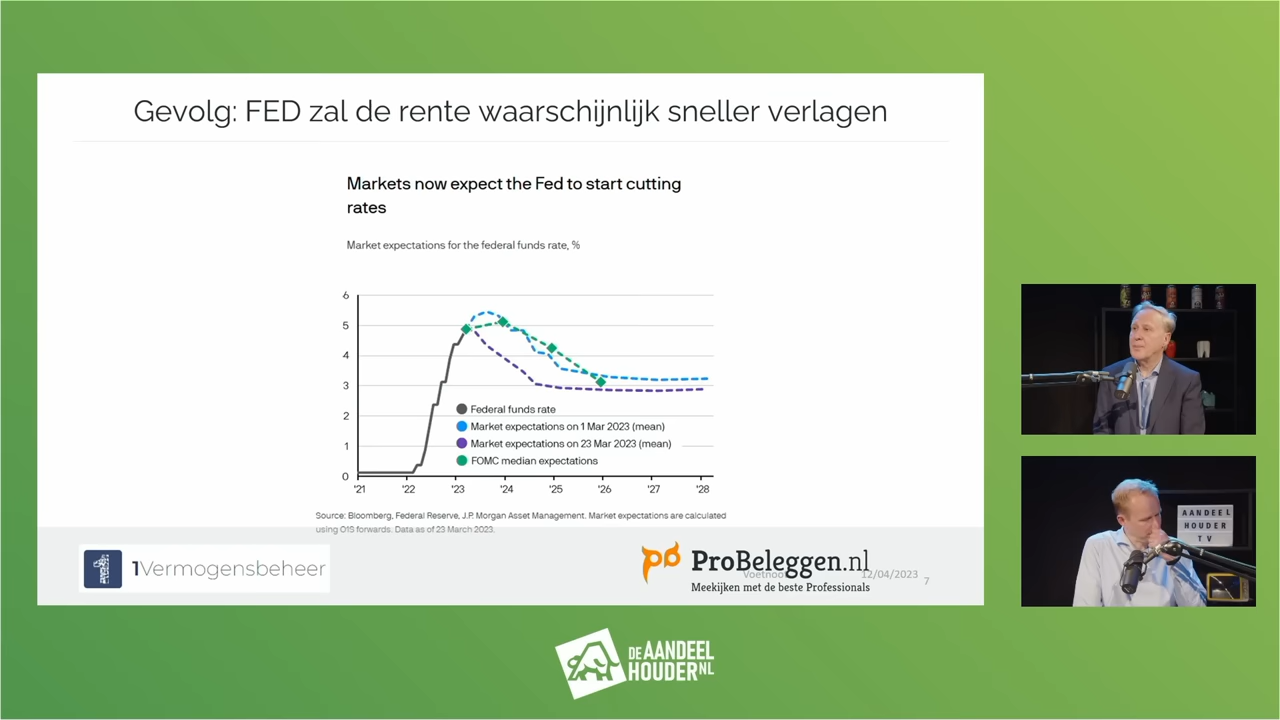 Gevolg: FED zal de rente waarschijnlijk sneller verlagen
Markets now expect the Fed to start cutting
rates
Market expectations for the federal funds rate, %
6
5
4
3
2
1
0
'21 '22 '23 '24 '25 '26 '27 '28
Federal funds rate
Market expectations on 1 Mar 2023 (mean)
Market expectations on 23 Mar 2023 (mean)
FOMC median expectations
Source: Bloomberg, Federal Reserve, J.P. Morgan Asset Management. Market expectations are calculated
using OIS forwards. Data as of 23 March 2023.
1Vermogensbeheer
ProBeleggen.nl
12/04/2023
7
Meekijken met de beste Professionals
AANDEEL
HOUDER
TV
DE AANDEEL
HOUDER NL